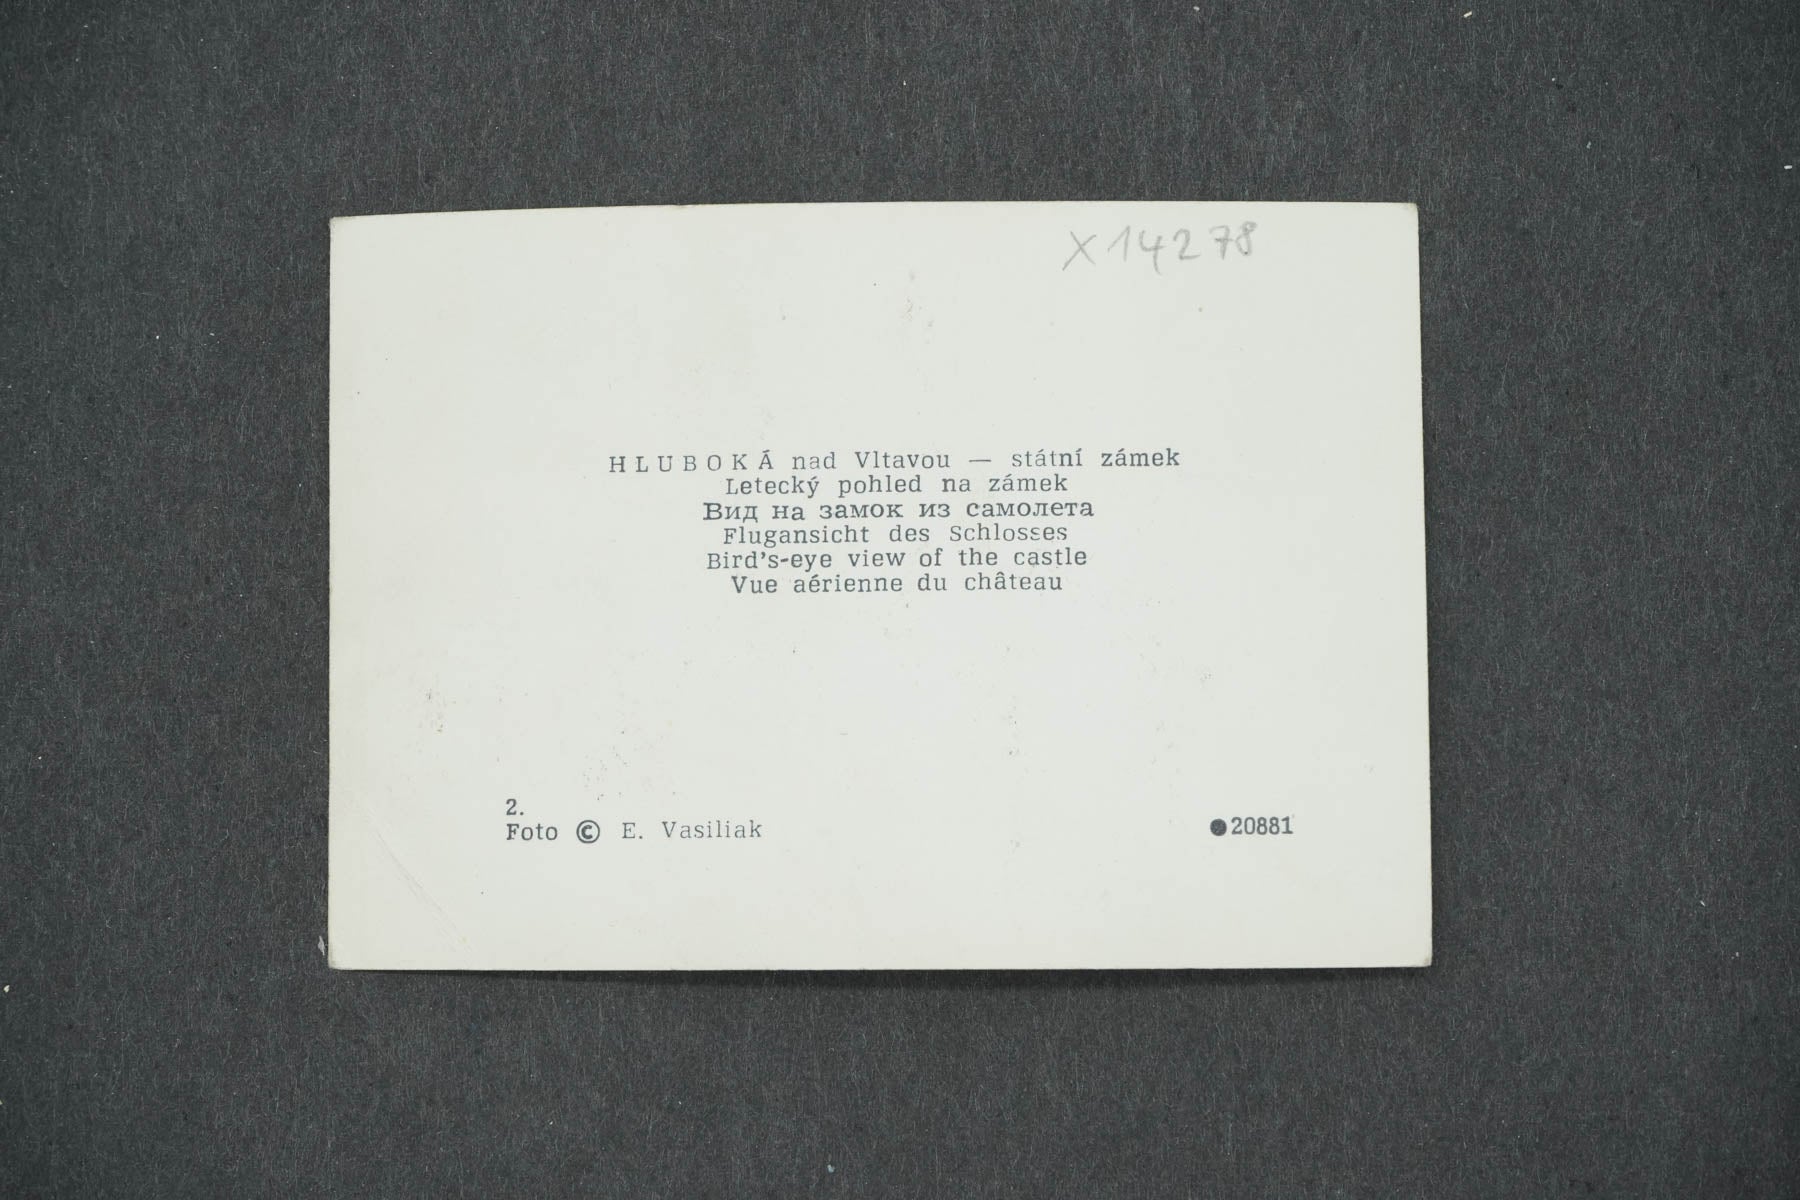 X14278
HLUBOKÁ nad Vltavou — státní zámek
Letecký pohled na zámek
Вид на замок из самолета
Flugansicht des Schlosses
Bird's-eye view of the castle
Vue aérienne du château
2.
Foto © E. Vasiliak
●20881